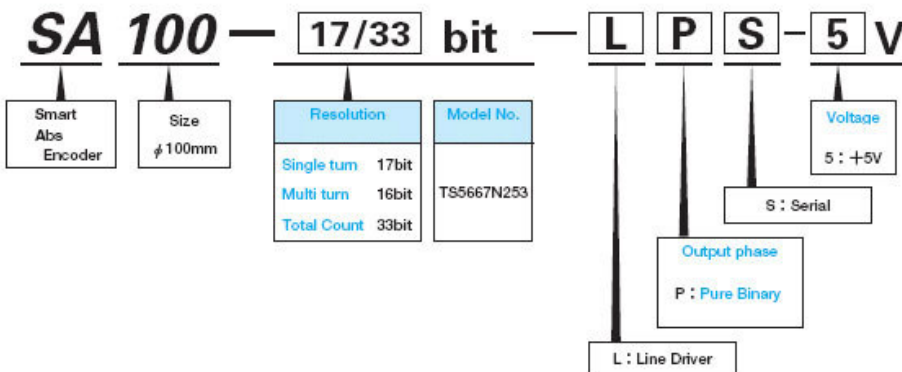 SA 100 — 17/33 bit — L P S - 5 V
Smart
Abs
Encoder
Size
ϕ100mm
Resolution
Single turn 17bit
Multi turn 16bit
Total Count 33bit
Model No.
TS5667N253
Voltage
5 : +5V
S : Serial
Output phase
P : Pure Binary
L : Line Driver